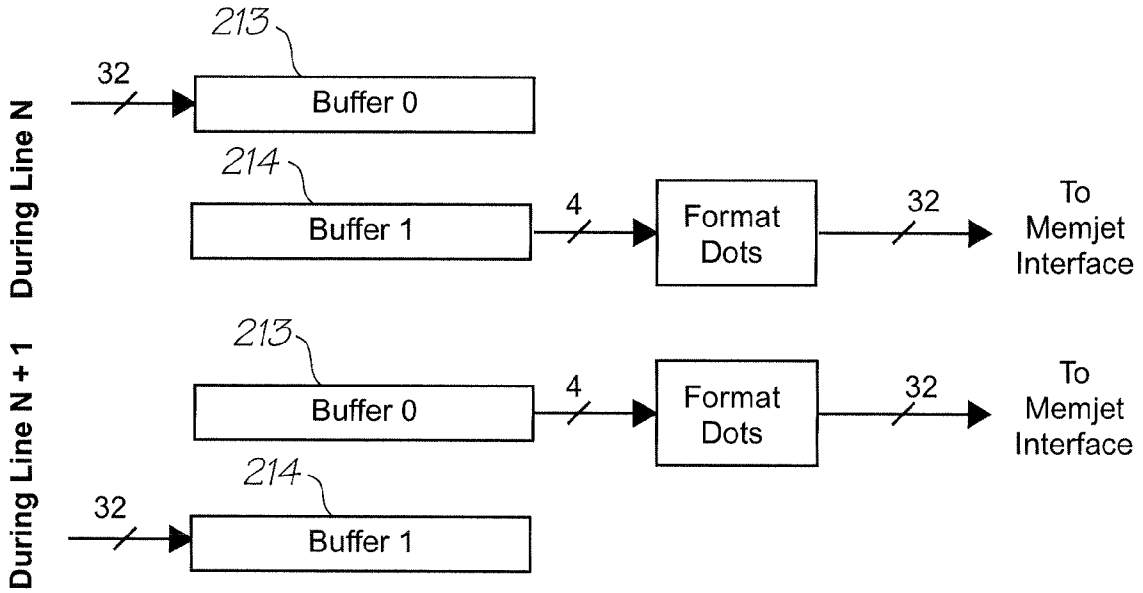 During Line N
213
32
Buffer 0
214
Buffer 1
4
Format
Dots
32
To
Memjet
Interface
During Line N + 1
213
Buffer 0
4
Format
Dots
32
To
Memjet
Interface
214
32
Buffer 1